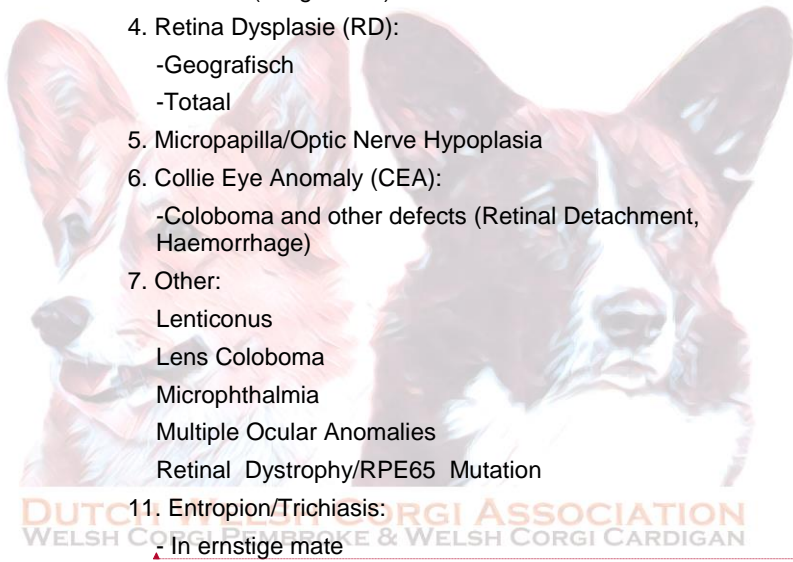 4. Retina Dysplasie (RD):
-Geografisch
-Totaal
5. Micropapilla/Optic Nerve Hypoplasia
6. Collie Eye Anomaly (CEA):
-Coloboma and other defects (Retinal Detachment,
Haemorrhage)
7. Other:
Lenticonus
Lens Coloboma
Microphthalmia
Multiple Ocular Anomalies
Retinal Dystrophy/RPE65 Mutation
11. Entropion/Trichiasis:
DUTCH WELSH CORGI ASSOCIATION
WELSH CORGI PEMBROKE & WELSH CORGI CARDIGAN
- In ernstige mate